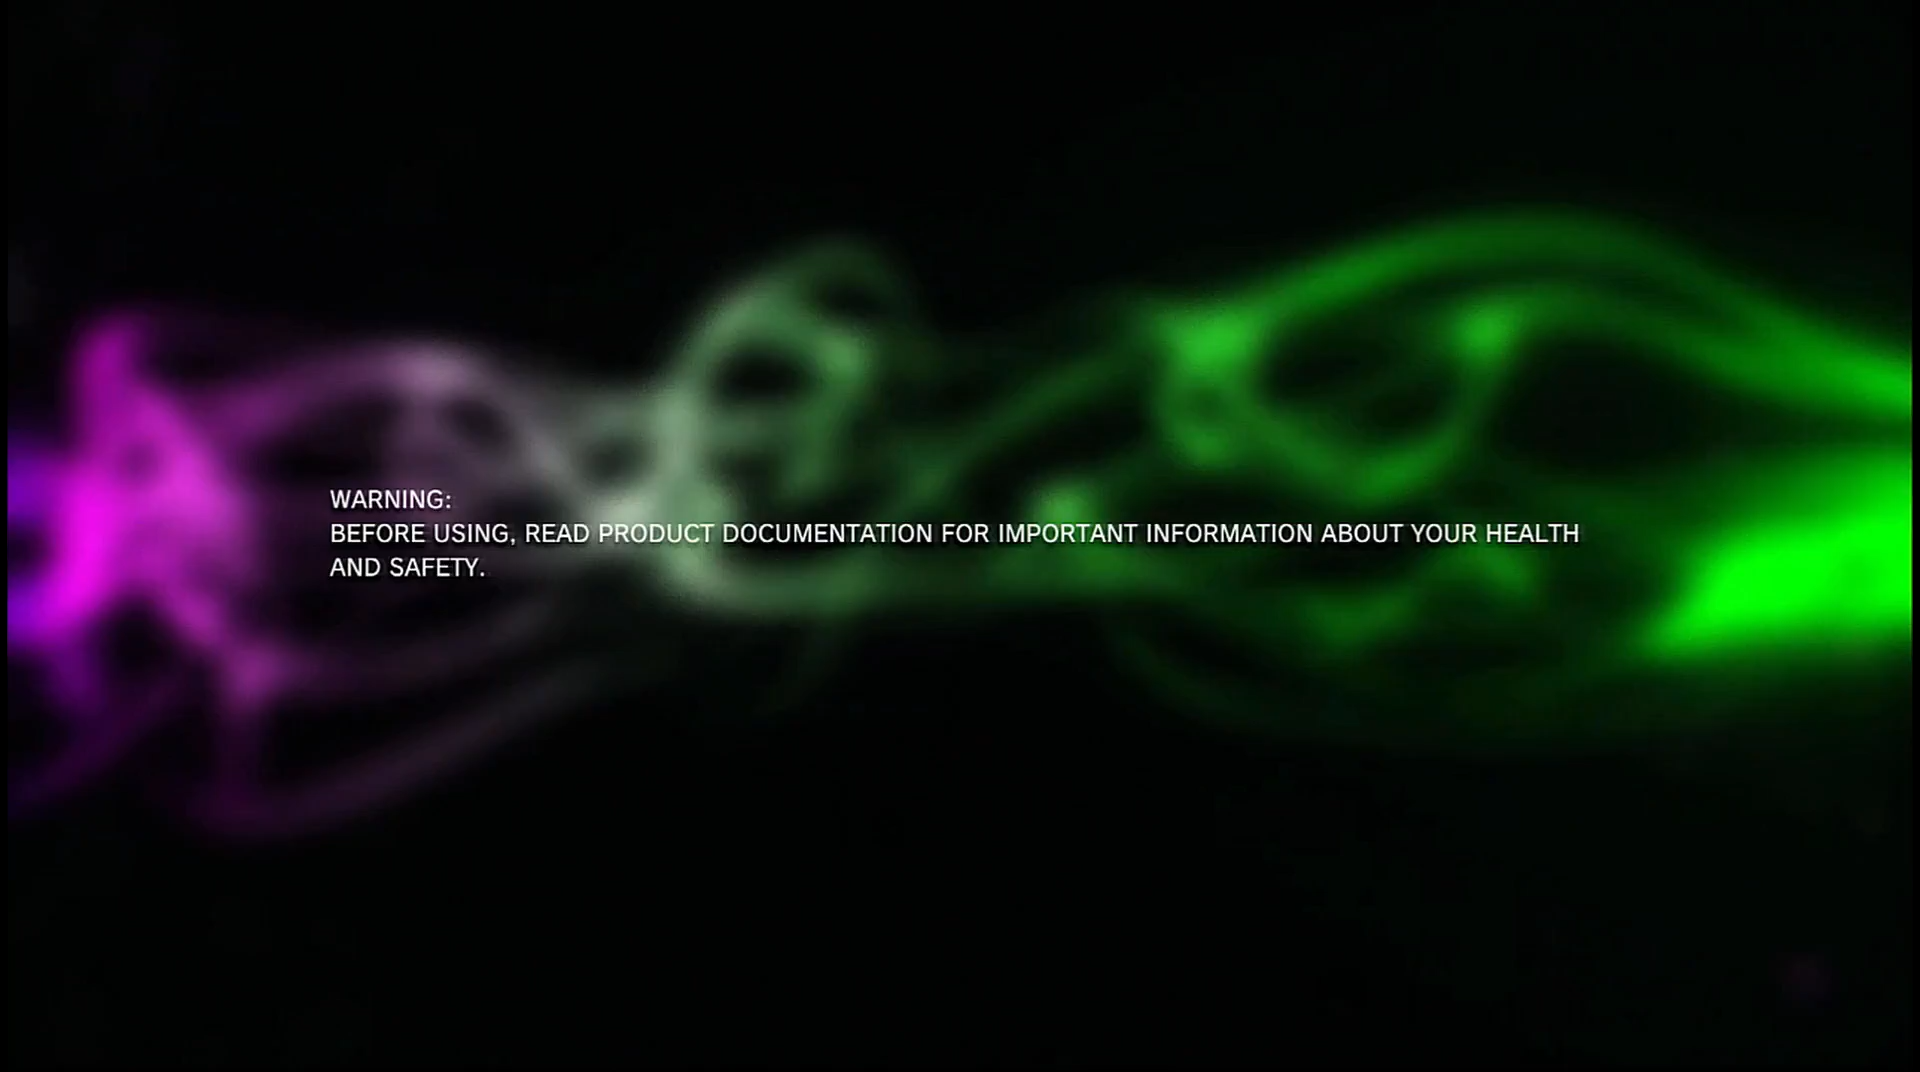 WARNING:
BEFORE USING, READ PRODUCT DOCUMENTATION FOR IMPORTANT INFORMATION ABOUT YOUR HEALTH
AND SAFETY.